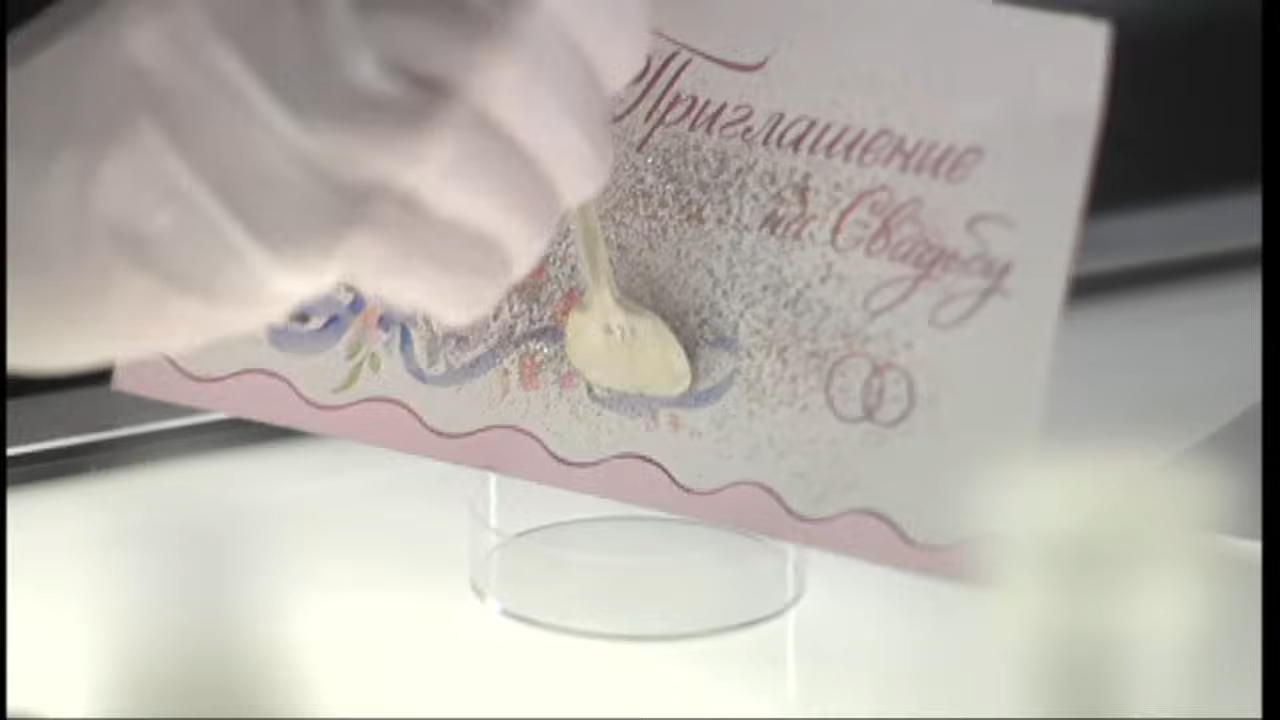 Приглашение
на Свадьбу